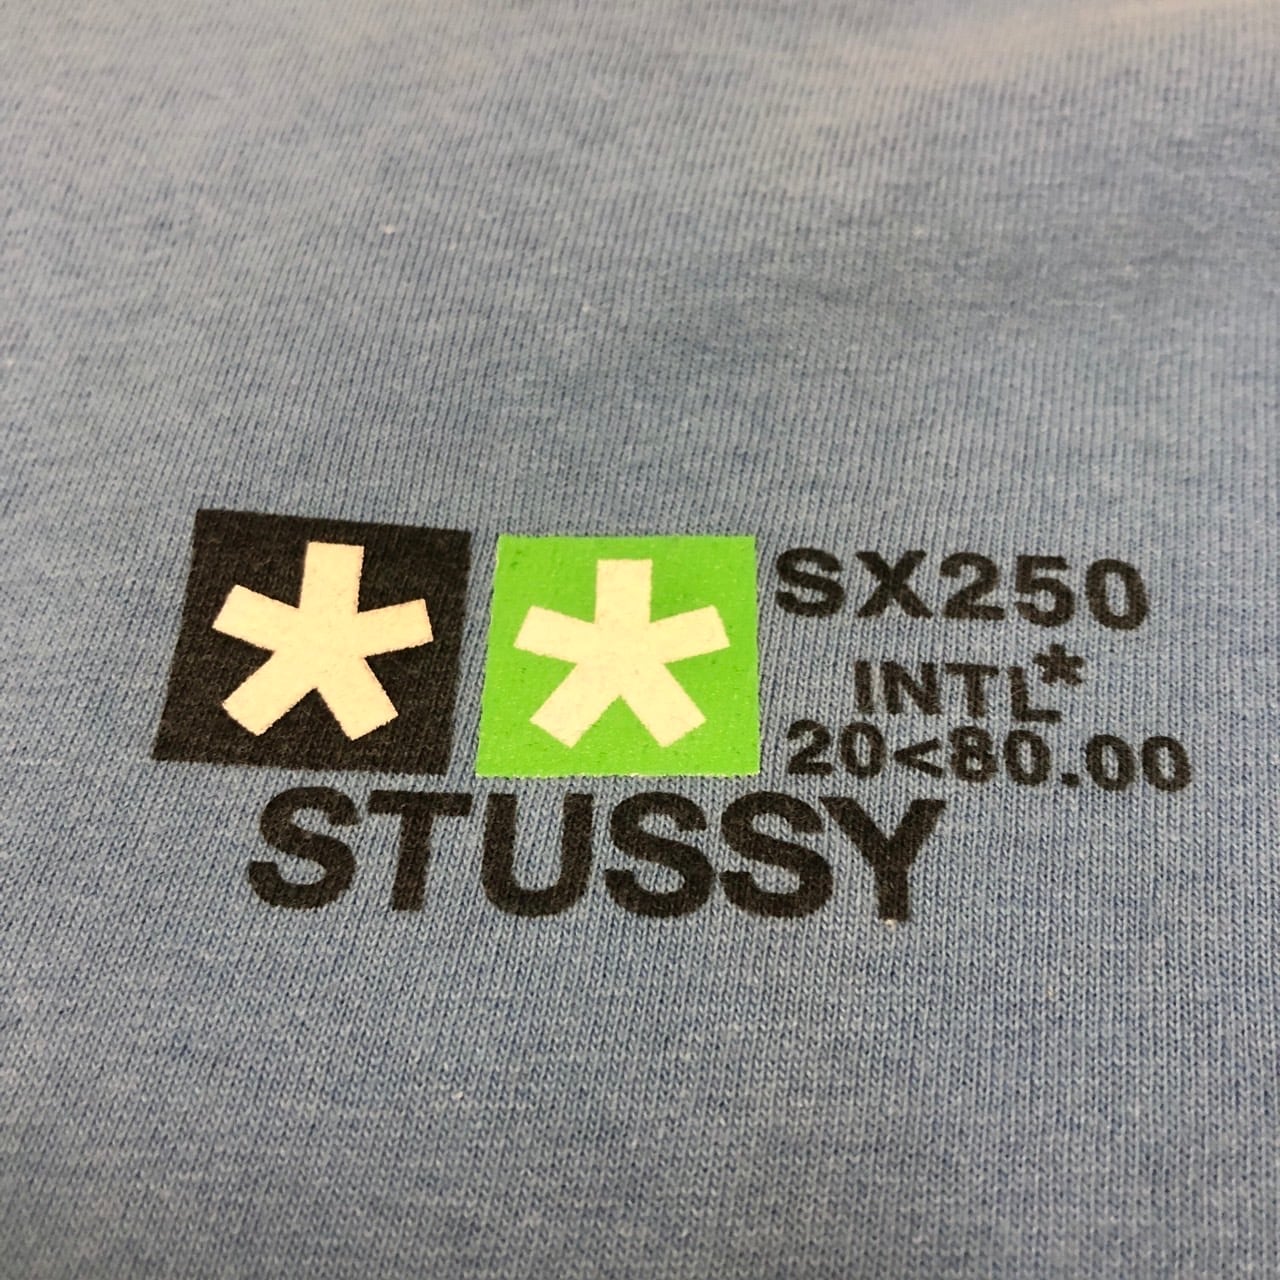 * * SX250
INTL*
20<80.00
STUSSY